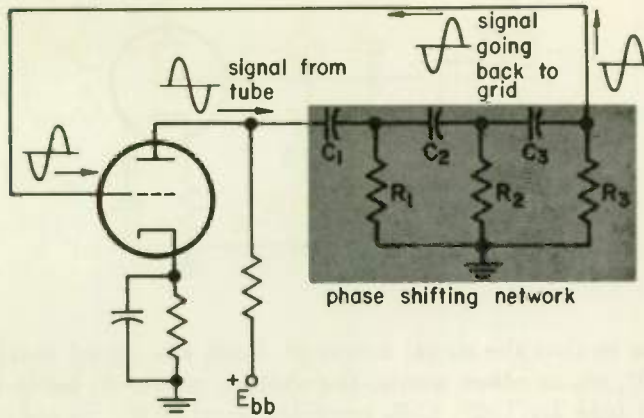 signal
going
back to
grid
signal from
tube
C1
C2
C3
R1
R2
R3
phase shifting network
+
Ebb